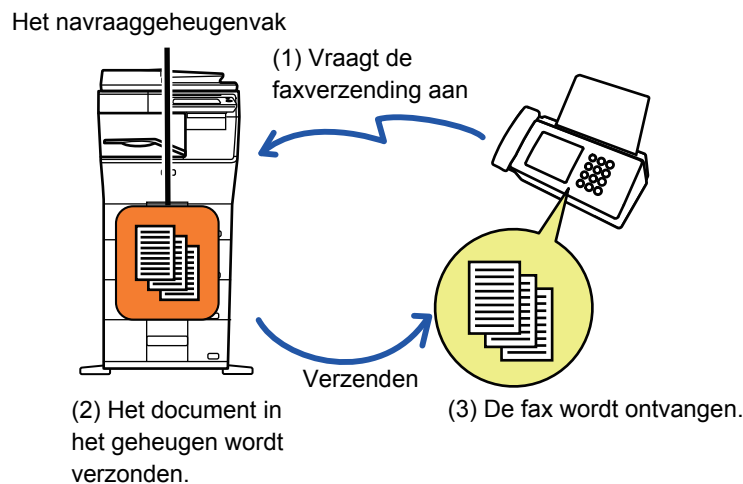 Het navraaggeheugenvak
(1) Vraagt de
faxverzending aan
Verzenden
(2) Het document in
het geheugen wordt
verzonden.
(3) De fax wordt ontvangen.